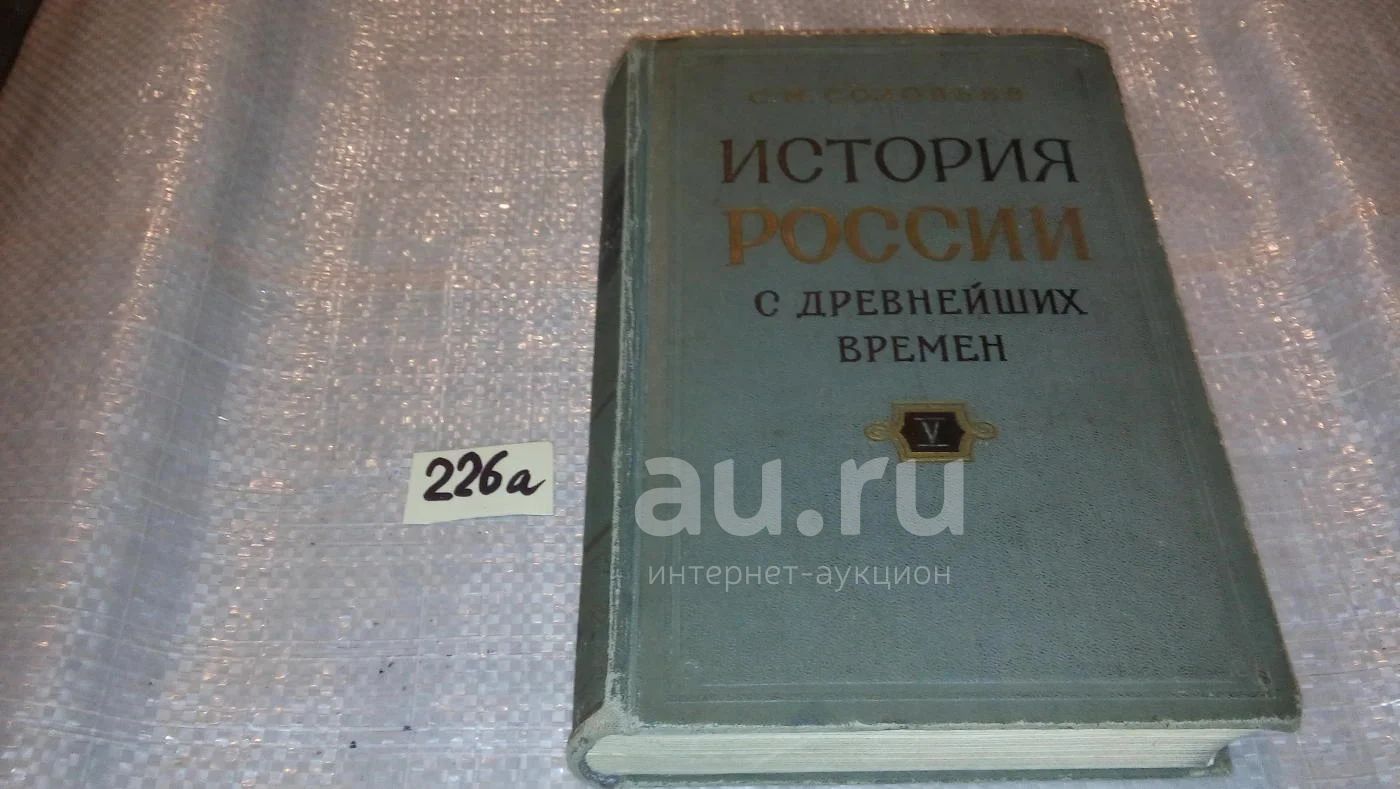 С. М. СОЛОВЬЕВ
ИСТОРИЯ
РОССИИ
С ДРЕВНЕЙШИХ
ВРЕМЕН
V
226а
au.ru
интернет-аукцион